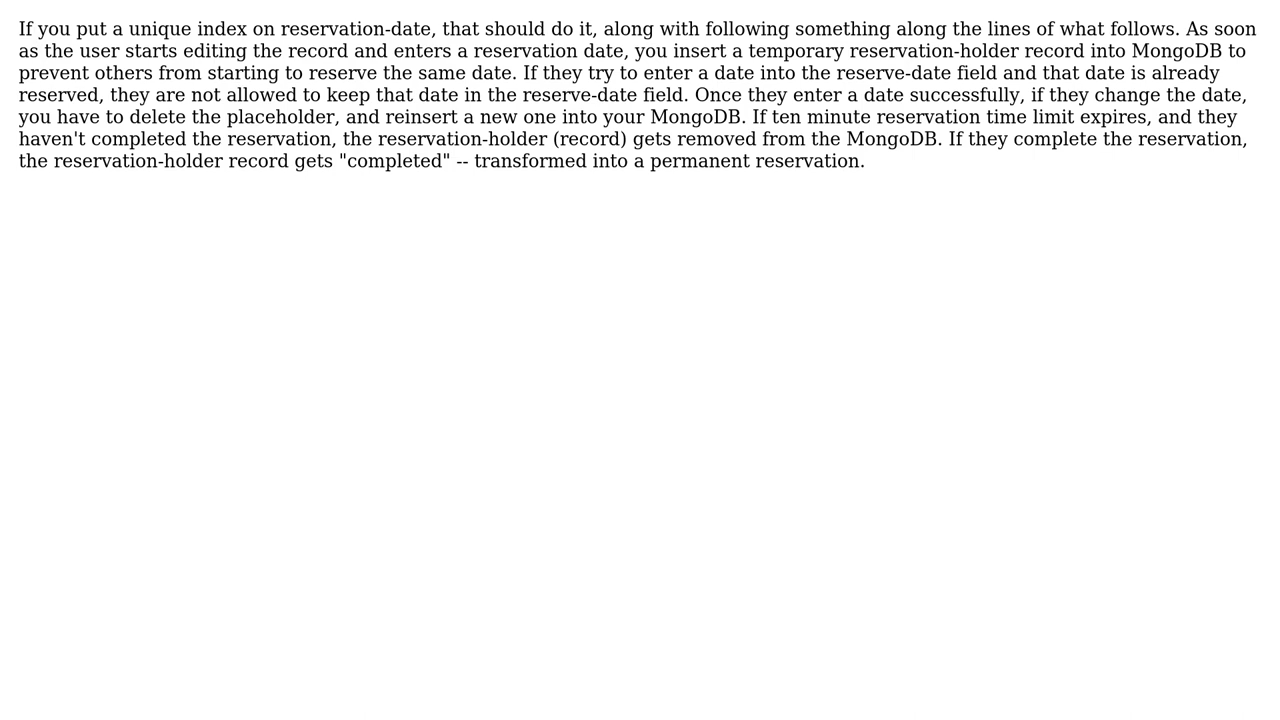 If you put a unique index on reservation-date, that should do it, along with following something along the lines of what follows. As soon
as the user starts editing the record and enters a reservation date, you insert a temporary reservation-holder record into MongoDB to
prevent others from starting to reserve the same date. If they try to enter a date into the reserve-date field and that date is already
reserved, they are not allowed to keep that date in the reserve-date field. Once they enter a date successfully, if they change the date,
you have to delete the placeholder, and reinsert a new one into your MongoDB. If ten minute reservation time limit expires, and they
haven't completed the reservation, the reservation-holder (record) gets removed from the MongoDB. If they complete the reservation,
the reservation-holder record gets "completed" -- transformed into a permanent reservation.